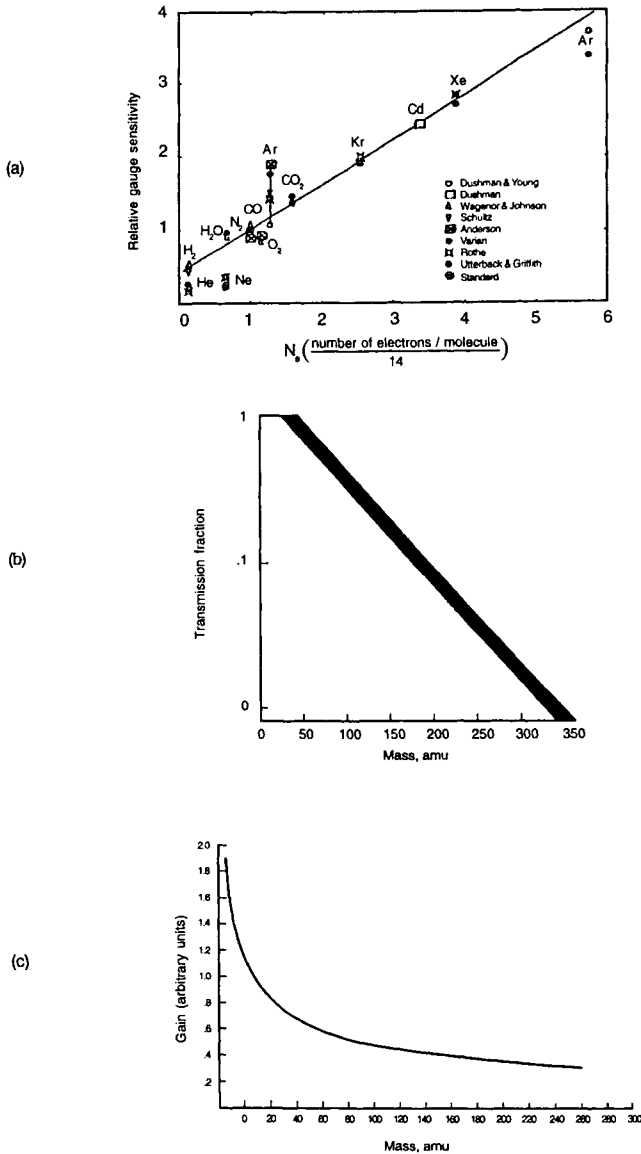 (a)
Relative gauge sensitivity
4
3
2
1
0
H2
He
H2O
Ne
N2
CO
Ar
O2
CO2
Kr
Cd
Xe
Ar
Dushman & Young
Dushman
Wagenor & Johnson
Schultz
Anderson
Varian
Rothe
Utterback & Griffith
Standard
0 1 2 3 4 5 6
Ne ( number of electrons / molecule
14 )
(b)
Transmission fraction
1
.1
0
0 50 100 150 200 250 300 350
Mass, amu
(c)
Gain (arbitrary units)
2.0
1.8
1.6
1.4
1.2
1.0
.8
.6
.4
.2
0 20 40 60 80 100 120 140 160 180 200 220 240 260 280 300
Mass, amu